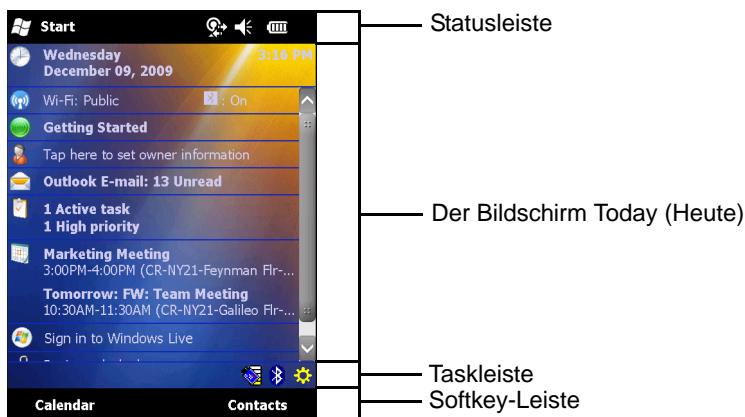 Start
Statusleiste
Wednesday 3:16 PM
December 09, 2009
Wi-Fi: Public : On
Getting Started
Tap here to set owner information
Outlook E-mail: 13 Unread
1 Active task
1 High priority
Der Bildschirm Today (Heute)
Marketing Meeting
3:00PM-4:00PM (CR-NY21-Feynman Flr-...
Tomorrow: FW: Team Meeting
10:30AM-11:30AM (CR-NY21-Galileo Flr-...
Sign in to Windows Live
Taskleiste
Calendar Contacts
Softkey-Leiste